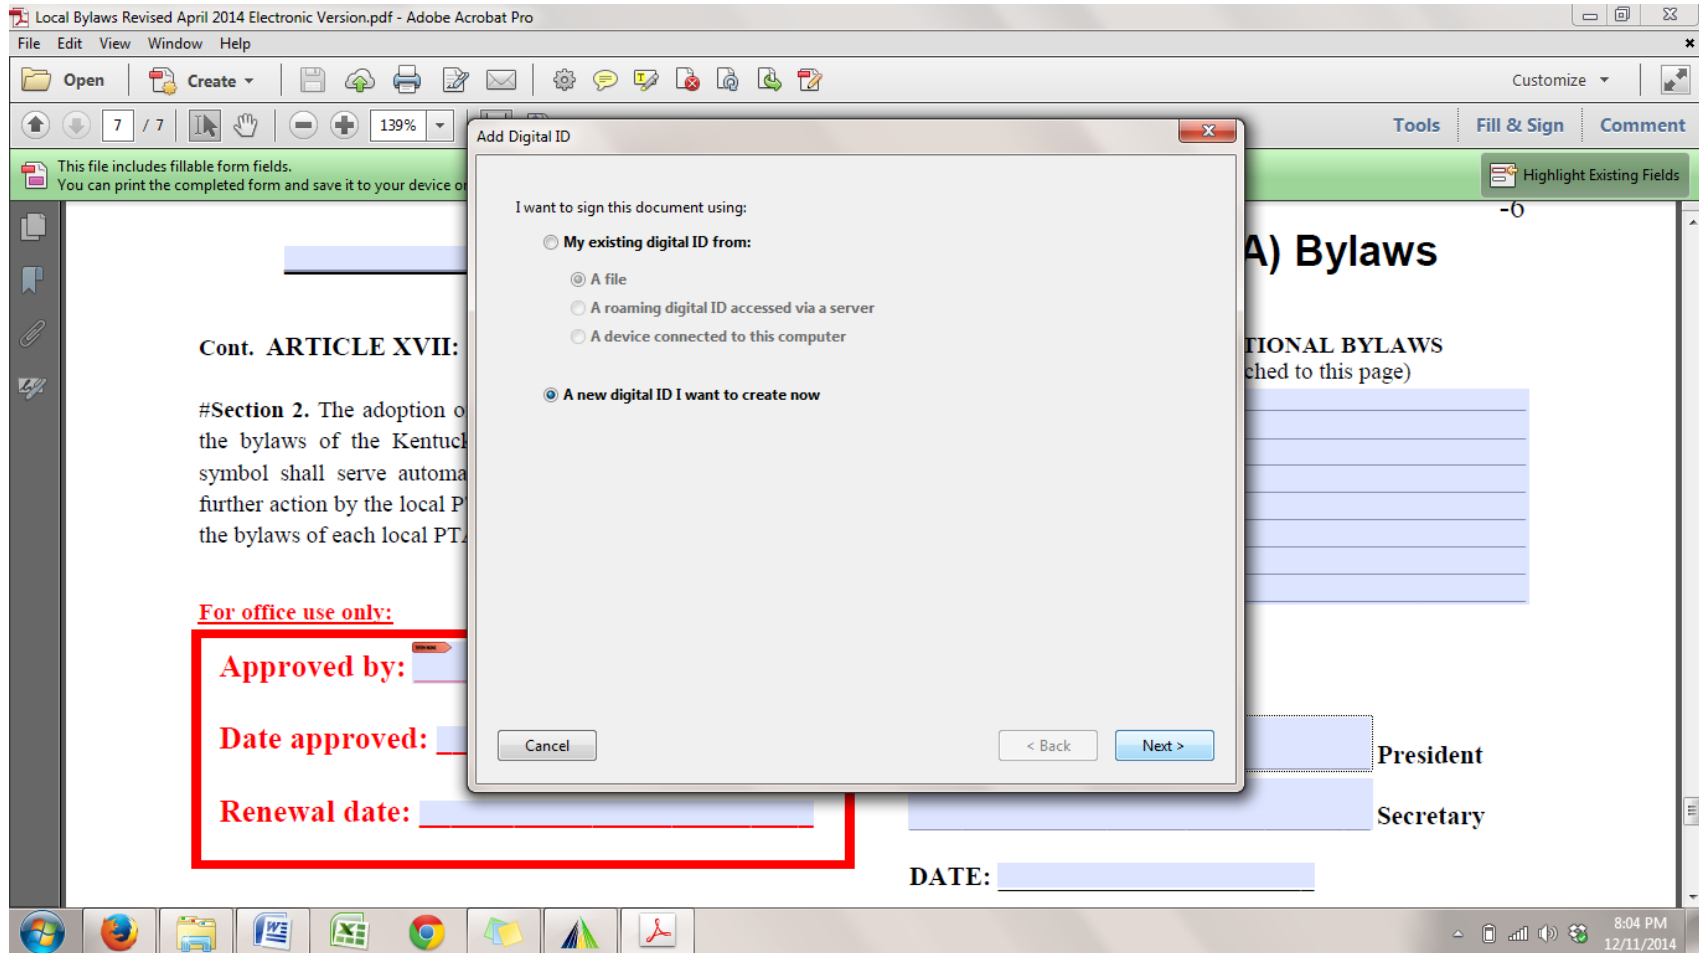 Local Bylaws Revised April 2014 Electronic Version.pdf - Adobe Acrobat Pro
File Edit View Window Help
Open Create Customize
7 / 7 139% Tools Fill & Sign Comment
This file includes fillable form fields.
You can print the completed form and save it to your device or
Highlight Existing Fields
Add Digital ID
I want to sign this document using:
My existing digital ID from:
A file
A roaming digital ID accessed via a server
A device connected to this computer
A new digital ID I want to create now
Cancel < Back Next >
-6
A) Bylaws
Cont. ARTICLE XVII:
#Section 2. The adoption o
the bylaws of the Kentuck
symbol shall serve automa
further action by the local P
the bylaws of each local PTA
TIONAL BYLAWS
ched to this page)
For office use only:
Approved by:
Date approved:
Renewal date:
President
Secretary
DATE:
8:04 PM
12/11/2014